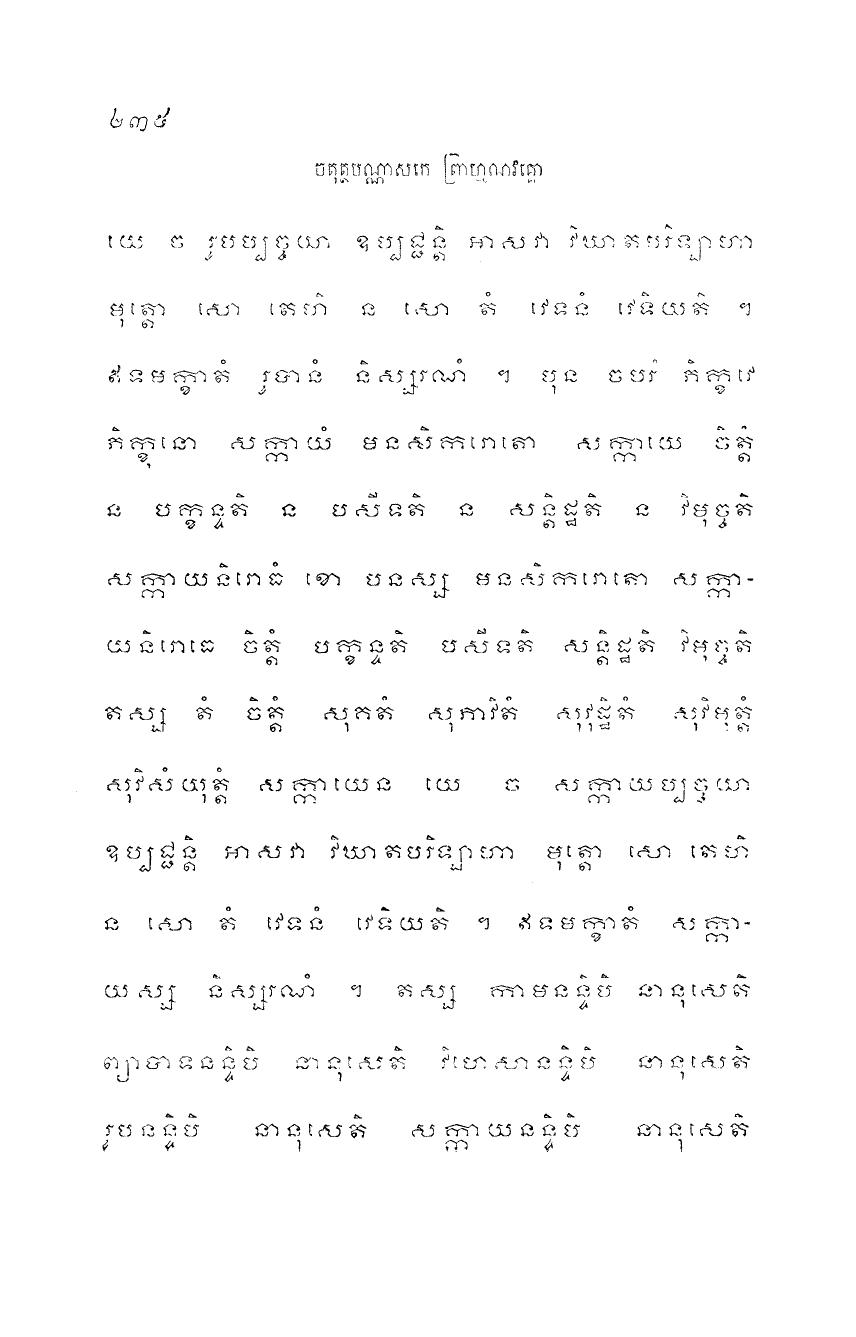 ២៣៥
ចតុត្ថបណ្ណាសកេ ព្រាហ្មណវគ្គោ
យេ ច រូបប្បច្ចយា ឧប្បជ្ជន្តិ អាសវា វិឃាតបរិឡាហា
មុត្តោ សោ តេហិ ន សោ តំ វេទនំ វេទិយតិ ។
ឥទមក្ខាតំ រូបានំ និស្សរណំ ។ បុន ចបរំ ភិក្ខវេ
ភិក្ខុនោ សក្កាយំ មនសិករោតោ សក្កាយេ ចិត្តំ
ន បក្ខន្ទតិ ន បសីទតិ ន សន្តិដ្ឋតិ ន វិមុច្ចតិ
សក្កាយនិរោធំ ខោ បនស្ស មនសិករោតោ សក្កា-
យនិរោធេ ចិត្តំ បក្ខន្ទតិ បសីទតិ សន្តិដ្ឋតិ វិមុច្ចតិ
តស្ស តំ ចិត្តំ សុកតំ សុភាវិតំ សុវុដ្ឋិតំ សុវិមុត្តំ
សុវិសំយុត្តំ សក្កាយេន យេ ច សក្កាយប្បច្ចយា
ឧប្បជ្ជន្តិ អាសវា វិឃាតបរិឡាហា មុត្តោ សោ តេហិ
ន សោ តំ វេទនំ វេទិយតិ ។ ឥទមក្ខាតំ សក្កា-
យស្ស និស្សរណំ ។ តស្ស កាមនន្ទិបិ នានុសេតិ
ព្យាបាទនន្ទិបិ នានុសេតិ វិហេសានន្ទិបិ នានុសេតិ
រូបនន្ទិបិ នានុសេតិ សក្កាយនន្ទិបិ នានុសេតិ